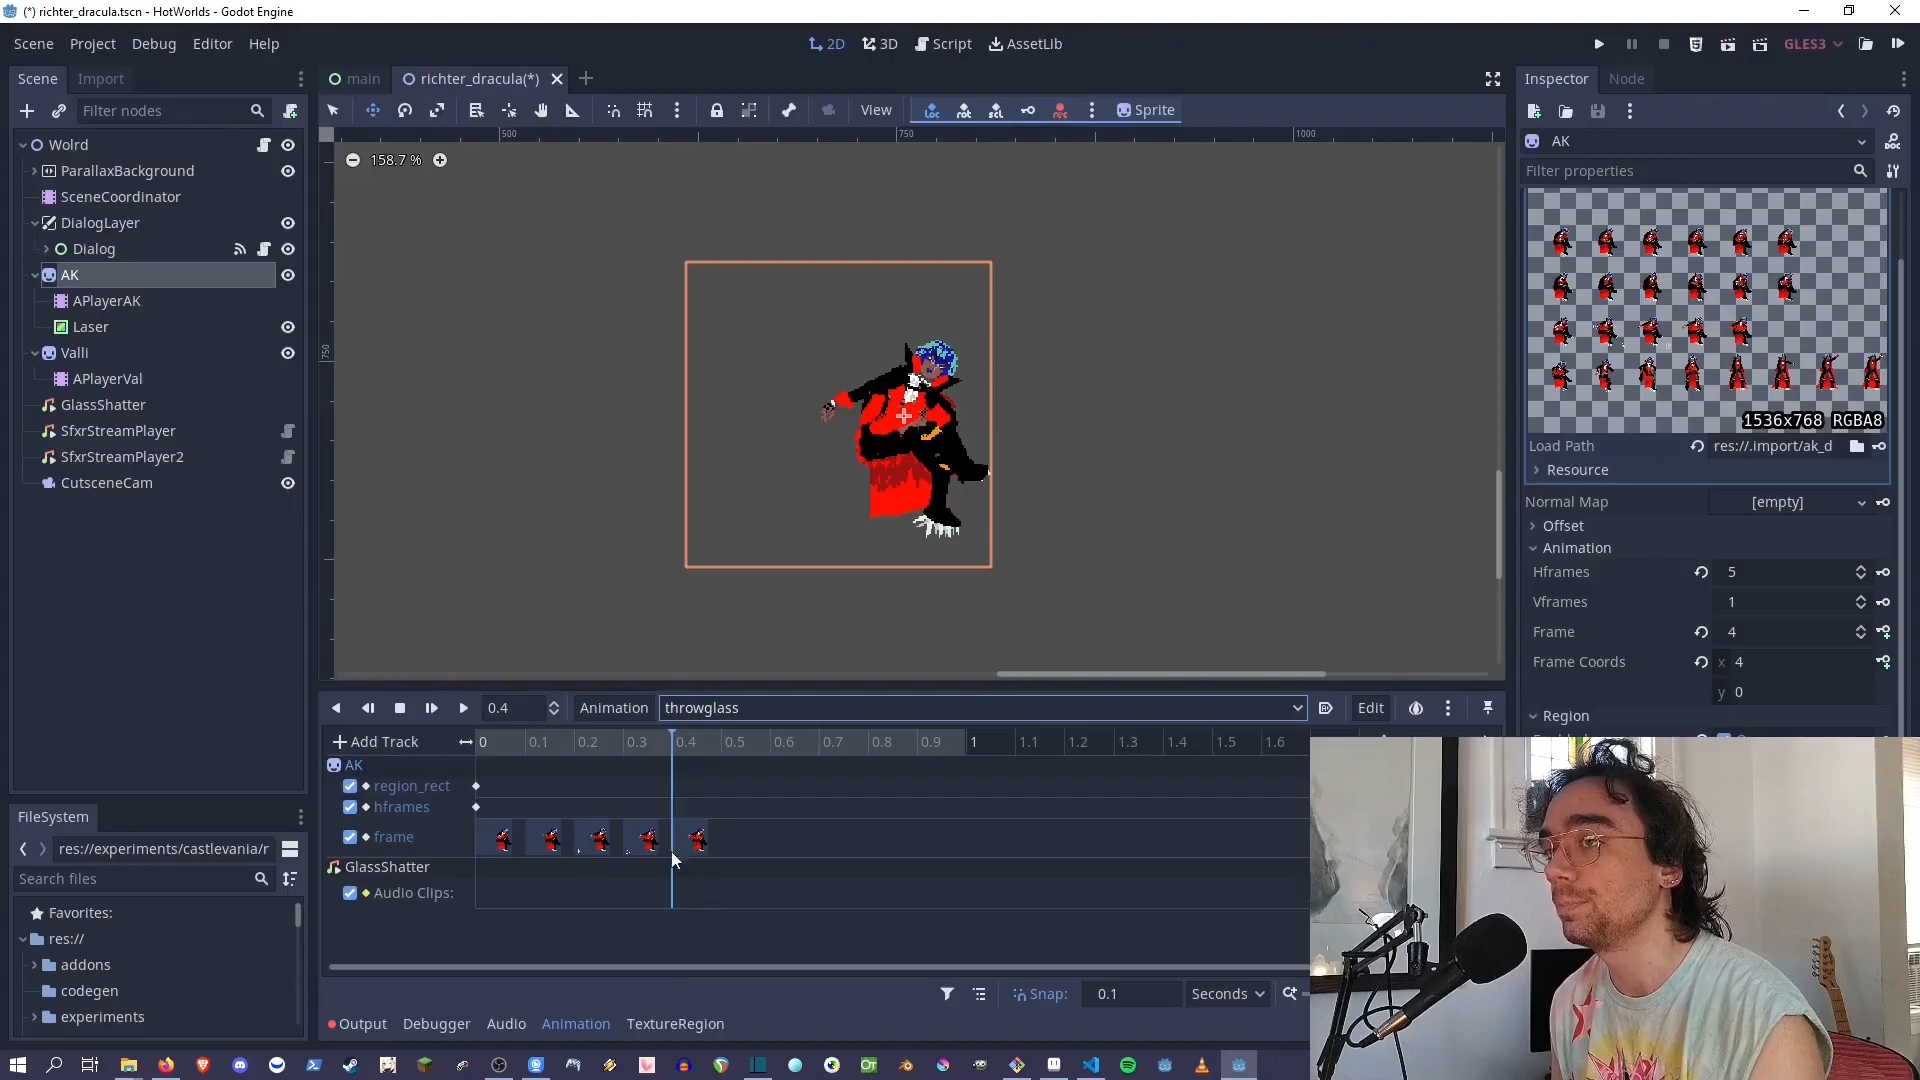 (*) richter_dracula.tscn - HotWorlds - Godot Engine
Scene Project Debug Editor Help
2D 3D Script AssetLib
GLES3
Scene Import
main richter_dracula(*)
Inspector Node
Filter nodes
View
Sprite
AK
Filter properties
500 750 1000
750
158.7 %
Wolrd
ParallaxBackground
SceneCoordinator
DialogLayer
Dialog
AK
APlayerAK
Laser
Valli
APlayerVal
GlassShatter
SfxrStreamPlayer
SfxrStreamPlayer2
CutsceneCam
1536x768 RGBA8
Load Path res://.import/ak_d
Resource
Normal Map [empty]
Offset
Animation
Hframes 5
Vframes 1
Frame 4
Frame Coords x 4
y 0
Region
0.4 Animation throwglass Edit
Add Track 0 0.1 0.2 0.3 0.4 0.5 0.6 0.7 0.8 0.9 1 1.1 1.2 1.3 1.4 1.5 1.6
AK
region_rect
hframes
frame
GlassShatter
Audio Clips:
Snap: 0.1 Seconds
Output Debugger Audio Animation TextureRegion
FileSystem
res://experiments/castlevania/r
Search files
Favorites:
res://
addons
codegen
experiments